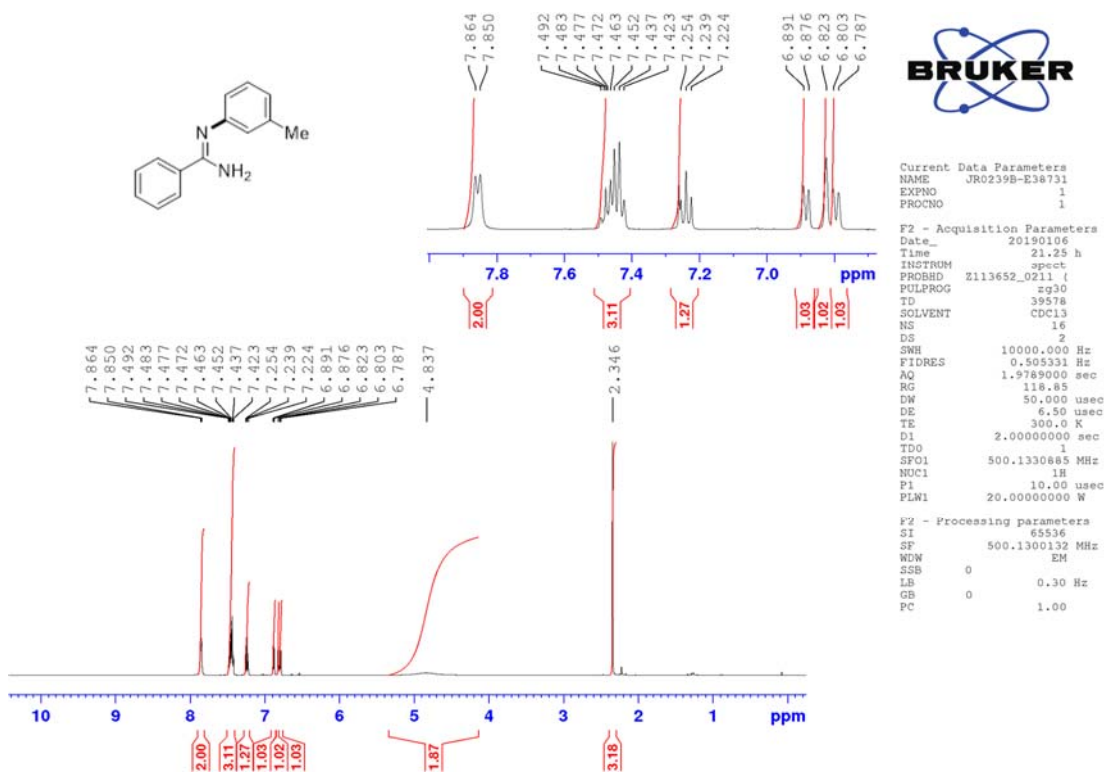 7.864
7.850
7.492
7.483
7.477
7.472
7.463
7.452
7.437
7.423
7.254
7.239
7.224
6.891
6.876
6.823
6.803
6.787
BRUKER
N
NH2
Me
7.8 7.6 7.4 7.2 7.0 ppm
2.00 3.11 1.27 1.03 1.02 1.03
Current Data Parameters
NAME JR0239B-E38731
EXPNO 1
PROCNO 1
F2 - Acquisition Parameters
Date_ 20190106
Time 21.25 h
INSTRUM spect
PROBHD Z113652_0211 (
PULPROG zg30
TD 39578
SOLVENT CDCl3
NS 16
DS 2
SWH 10000.000 Hz
FIDRES 0.505331 Hz
AQ 1.9789000 sec
RG 118.85
DW 50.000 usec
DE 6.50 usec
TE 300.0 K
D1 2.00000000 sec
TD0 1
SFO1 500.1330885 MHz
NUC1 1H
P1 10.00 usec
PLW1 20.00000000 W
F2 - Processing parameters
SI 65536
SF 500.1300132 MHz
WDW EM
SSB 0
LB 0.30 Hz
GB 0
PC 1.00
7.864
7.850
7.492
7.483
7.477
7.472
7.463
7.452
7.437
7.423
7.254
7.239
7.224
6.891
6.876
6.823
6.803
6.787
4.837
2.346
10 9 8 7 6 5 4 3 2 1 ppm
2.00 3.11 1.27 1.03 1.02 1.03 1.87 3.18